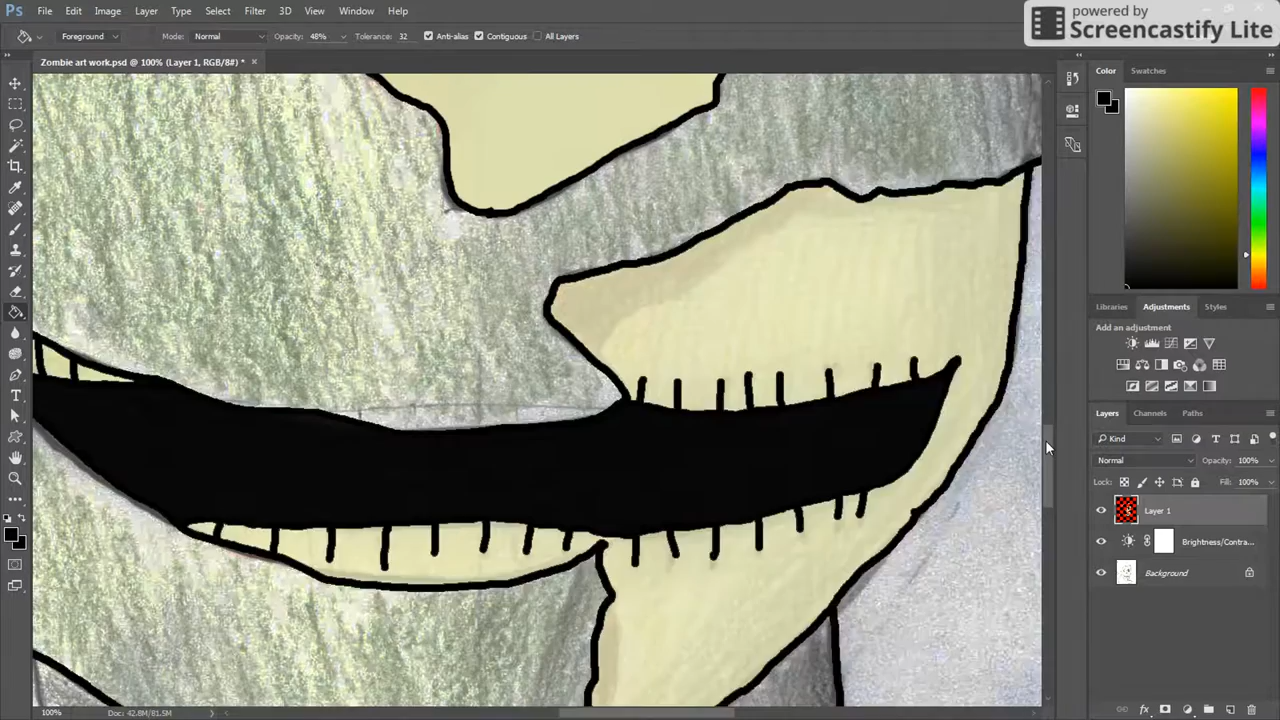 powered by
Screencastify Lite
Ps File Edit Image Layer Type Select Filter 3D View Window Help
Foreground Mode: Normal Opacity: 48% Tolerance: 32 Anti-alias Contiguous All Layers
Zombie art work.psd @ 100% (Layer 1, RGB/8#) *
Color Swatches
Libraries Adjustments Styles
Add an adjustment
Layers Channels Paths
Kind
Normal Opacity: 100%
Lock: Fill: 100%
Layer 1
Brightness/Contra...
Background
100% Doc: 42.8M/81.5M